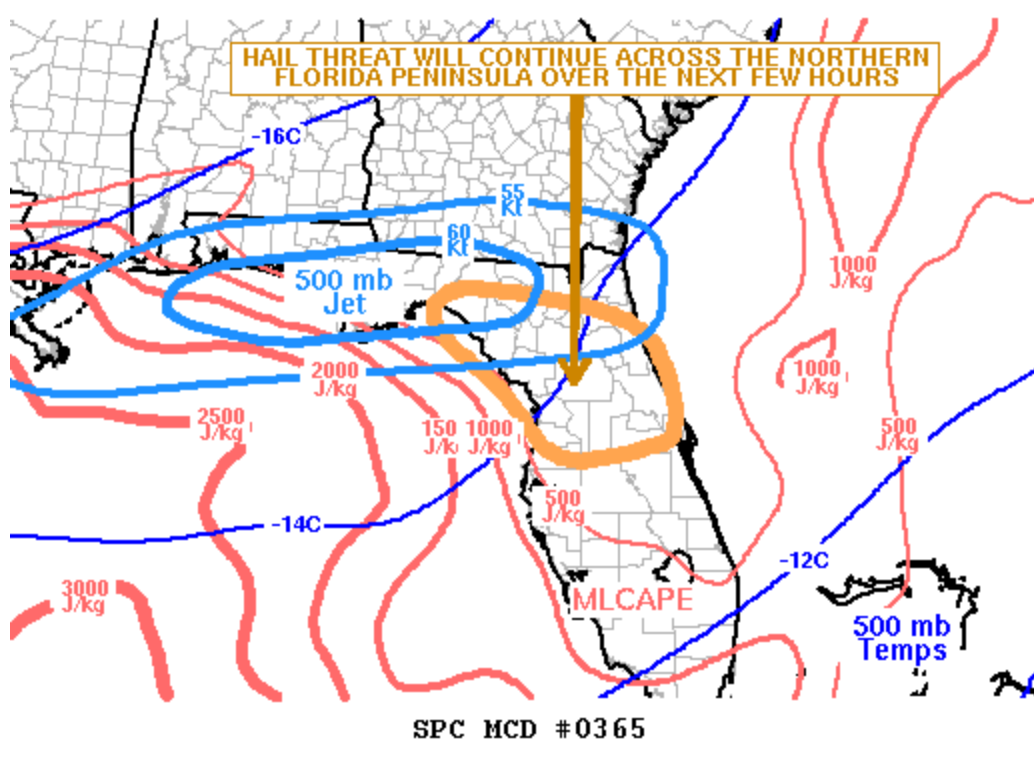 HAIL THREAT WILL CONTINUE ACROSS THE NORTHERN
FLORIDA PENINSULA OVER THE NEXT FEW HOURS
-16C
55
Kt
60
Kt
500 mb
Jet
1000
J/kg
2000
J/kg
1000
J/kg
2500
J/kg
150
J/k
1000
J/kg
500
J/kg
500
J/kg
-14C
-12C
3000
J/kg
MLCAPE
500 mb
Temps
SPC MCD #0365